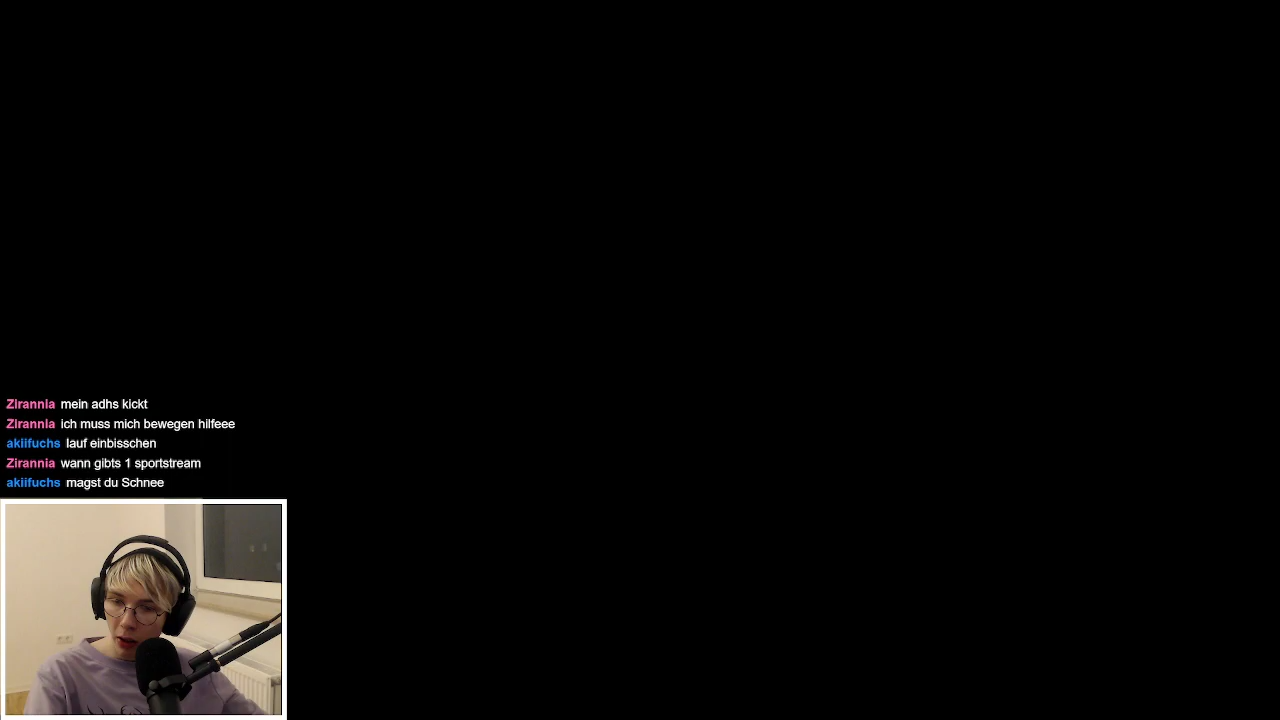 Zirannia mein adhs kickt
Zirannia ich muss mich bewegen hilfeee
akiifuchs lauf einbisschen
Zirannia wann gibts 1 sportstream
akiifuchs magst du Schnee